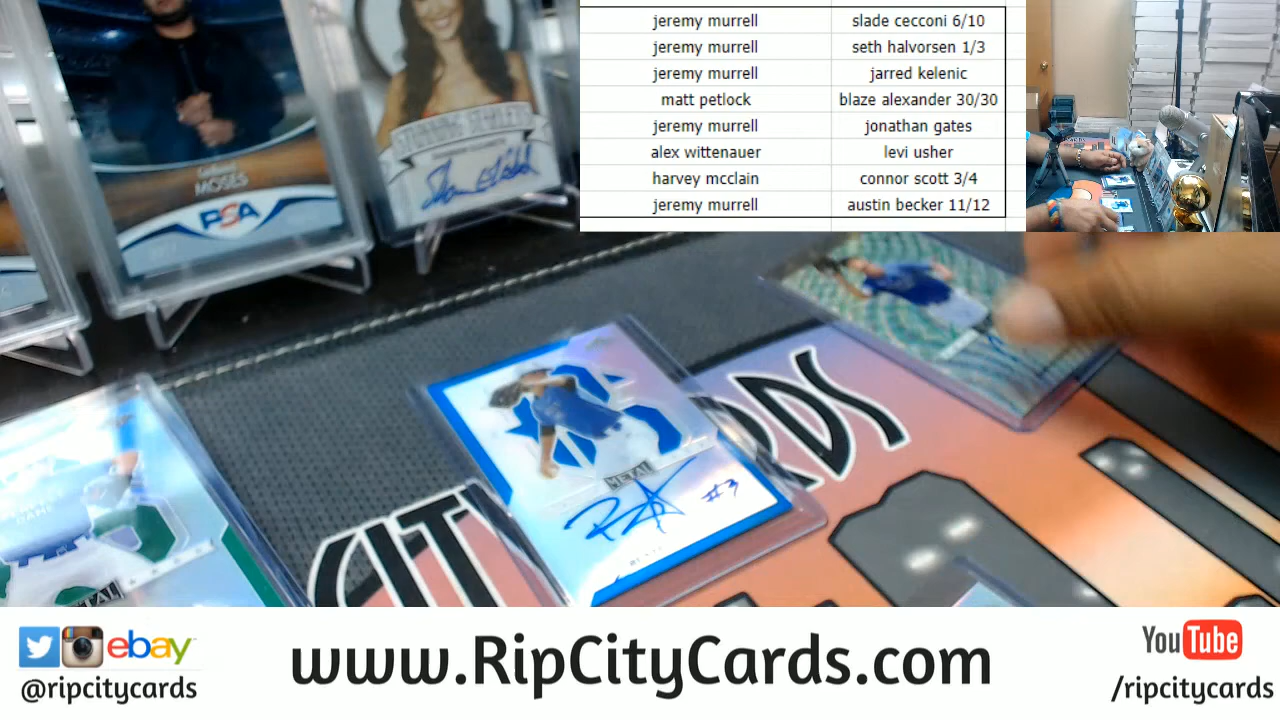 jeremy murrell slade cecconi 6/10
jeremy murrell seth halvorsen 1/3
jeremy murrell jarred kelenic
matt petlock blaze alexander 30/30
jeremy murrell jonathan gates
alex wittenauer levi usher
harvey mcclain connor scott 3/4
jeremy murrell austin becker 11/12
MOSES
PSA
METAL
#3
METAL
ebay
@ripcitycards
www.RipCityCards.com
YouTube
/ripcitycards